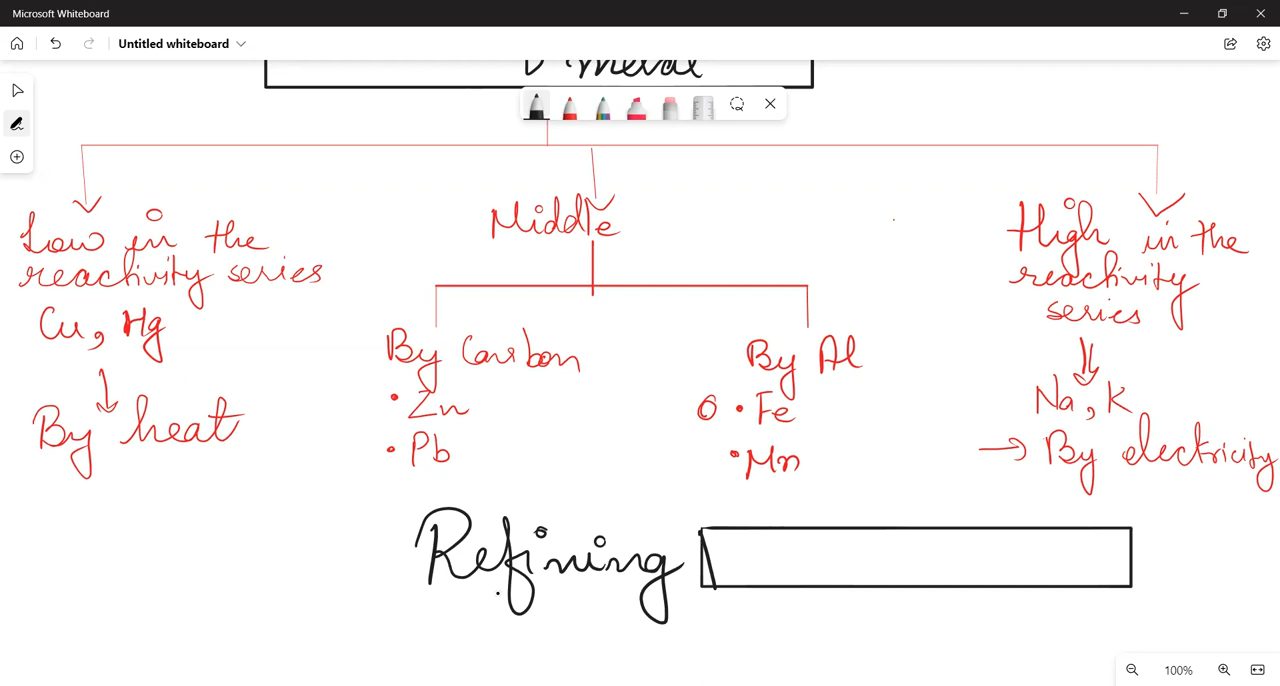 Microsoft Whiteboard
Untitled whiteboard
metal
Low in the
reactivity series
Cu, Hg
By heat
Middle
By Carbon
• Zn
• Pb
By Al
• Fe
• Mn
High in the
reactivity
series
Na, K
→ By electricity
Refining
100%